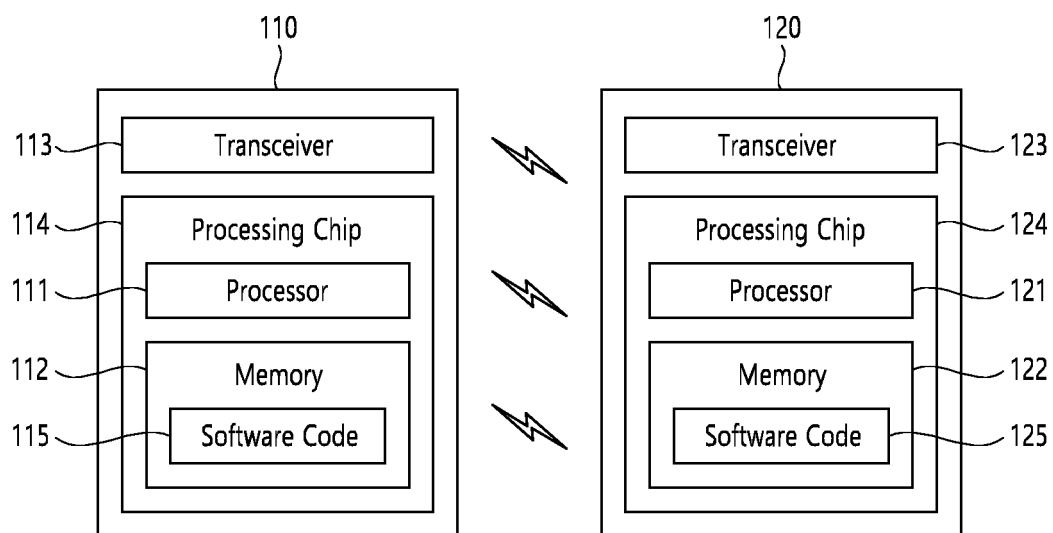 110 120
113 Transceiver Transceiver 123
114 Processing Chip Processing Chip 124
111 Processor Processor 121
112 Memory Memory 122
115 Software Code Software Code 125